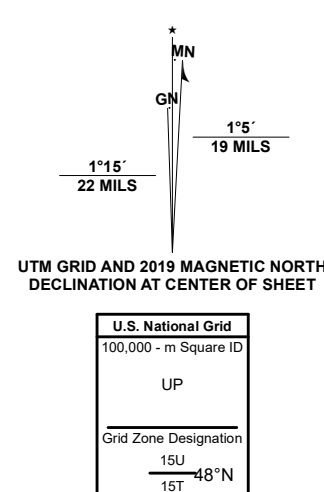 ★
MN
GN
1°5´
19 MILS
1°15´
22 MILS
UTM GRID AND 2019 MAGNETIC NORTH
DECLINATION AT CENTER OF SHEET
U.S. National Grid
100,000 - m Square ID
UP
Grid Zone Designation
15U
48°N
15T